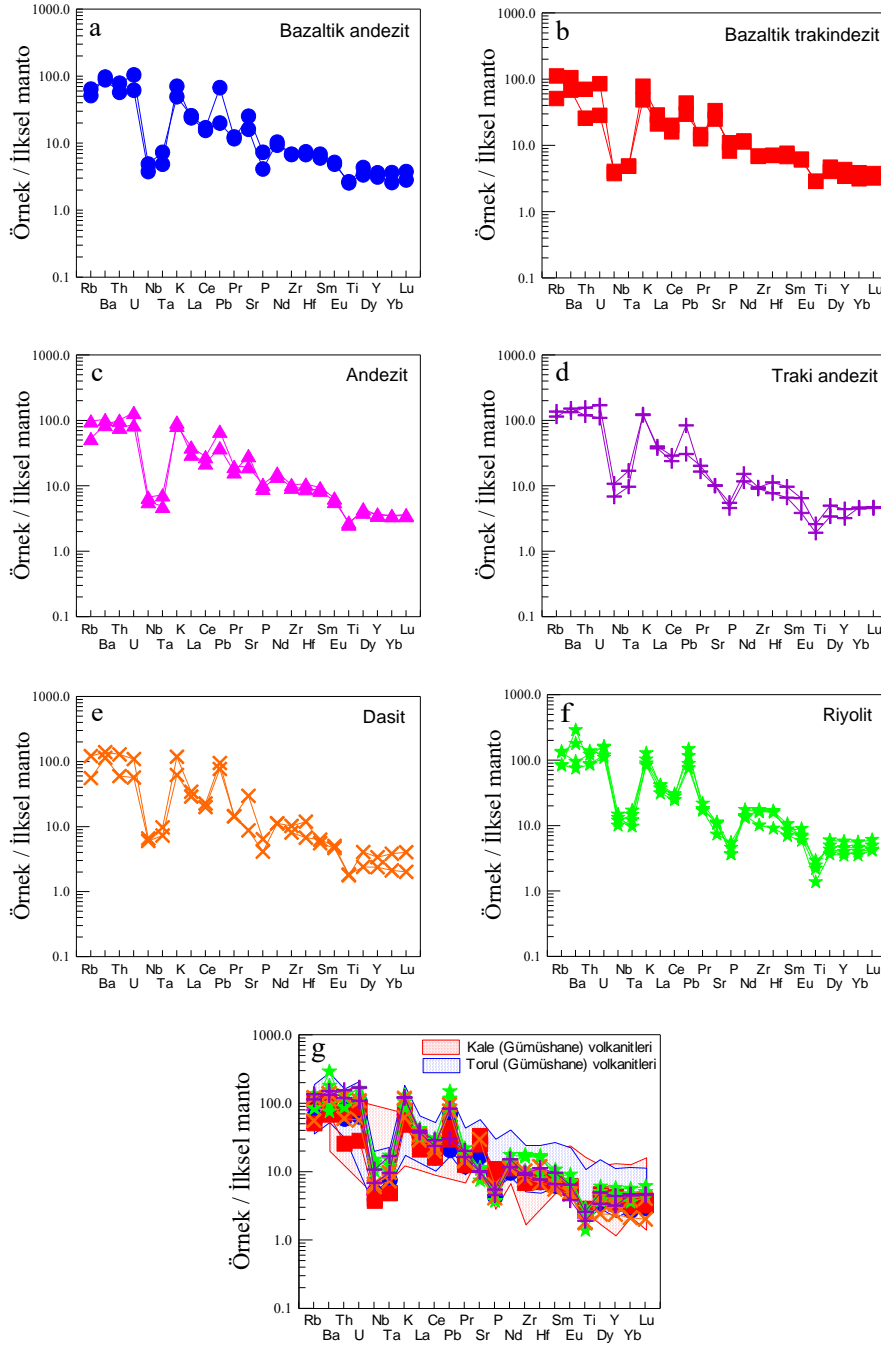 a
Bazaltik andezit
Örnek / İlksel manto
1000.0
100.0
10.0
1.0
0.1
Rb Th Nb K Ce Pr P Zr Sm Ti Y Lu
Ba U Ta La Pb Sr Nd Hf Eu Dy Yb
b
Bazaltik trakindezit
Örnek / İlksel manto
1000.0
100.0
10.0
1.0
0.1
Rb Th Nb K Ce Pr P Zr Sm Ti Y Lu
Ba U Ta La Pb Sr Nd Hf Eu Dy Yb
c
Andezit
Örnek / İlksel manto
1000.0
100.0
10.0
1.0
0.1
Rb Th Nb K Ce Pr P Zr Sm Ti Y Lu
Ba U Ta La Pb Sr Nd Hf Eu Dy Yb
d
Traki andezit
Örnek / İlksel manto
1000.0
100.0
10.0
1.0
0.1
Rb Th Nb K Ce Pr P Zr Sm Ti Y Lu
Ba U Ta La Pb Sr Nd Hf Eu Dy Yb
e
Dasit
Örnek / İlksel manto
1000.0
100.0
10.0
1.0
0.1
Rb Th Nb K Ce Pr P Zr Sm Ti Y Lu
Ba U Ta La Pb Sr Nd Hf Eu Dy Yb
f
Riyolit
Örnek / İlksel manto
1000.0
100.0
10.0
1.0
0.1
Rb Th Nb K Ce Pr P Zr Sm Ti Y Lu
Ba U Ta La Pb Sr Nd Hf Eu Dy Yb
g
Kale (Gümüshane) volkanitleri
Torul (Gümüshane) volkanitleri
Örnek / İlksel manto
1000.0
100.0
10.0
1.0
0.1
Rb Th Nb K Ce Pr P Zr Sm Ti Y Lu
Ba U Ta La Pb Sr Nd Hf Eu Dy Yb